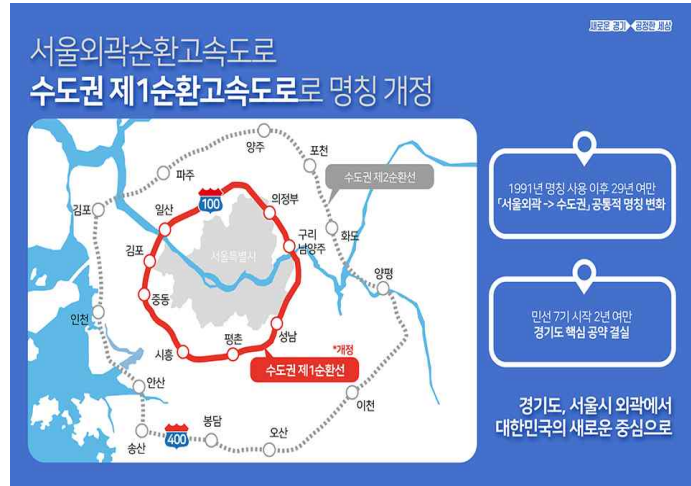 새로운 경기 공정한 세상
서울외곽순환고속도로
수도권 제1순환고속도로로 명칭 개정
양주
포천
파주
수도권 제2순환선
김포
일산
100
의정부
서울특별시
구리
남양주
화도
김포
양평
중동
인천
성남
평촌
시흥
*개정
수도권 제1순환선
안산
이천
송산
400
봉담
오산
1991년 명칭 사용 이후 29년 여만
「서울외곽 -> 수도권」 공통적 명칭 변화
민선 7기 시작 2년 여만
경기도 핵심 공약 결실
경기도, 서울시 외곽에서
대한민국의 새로운 중심으로